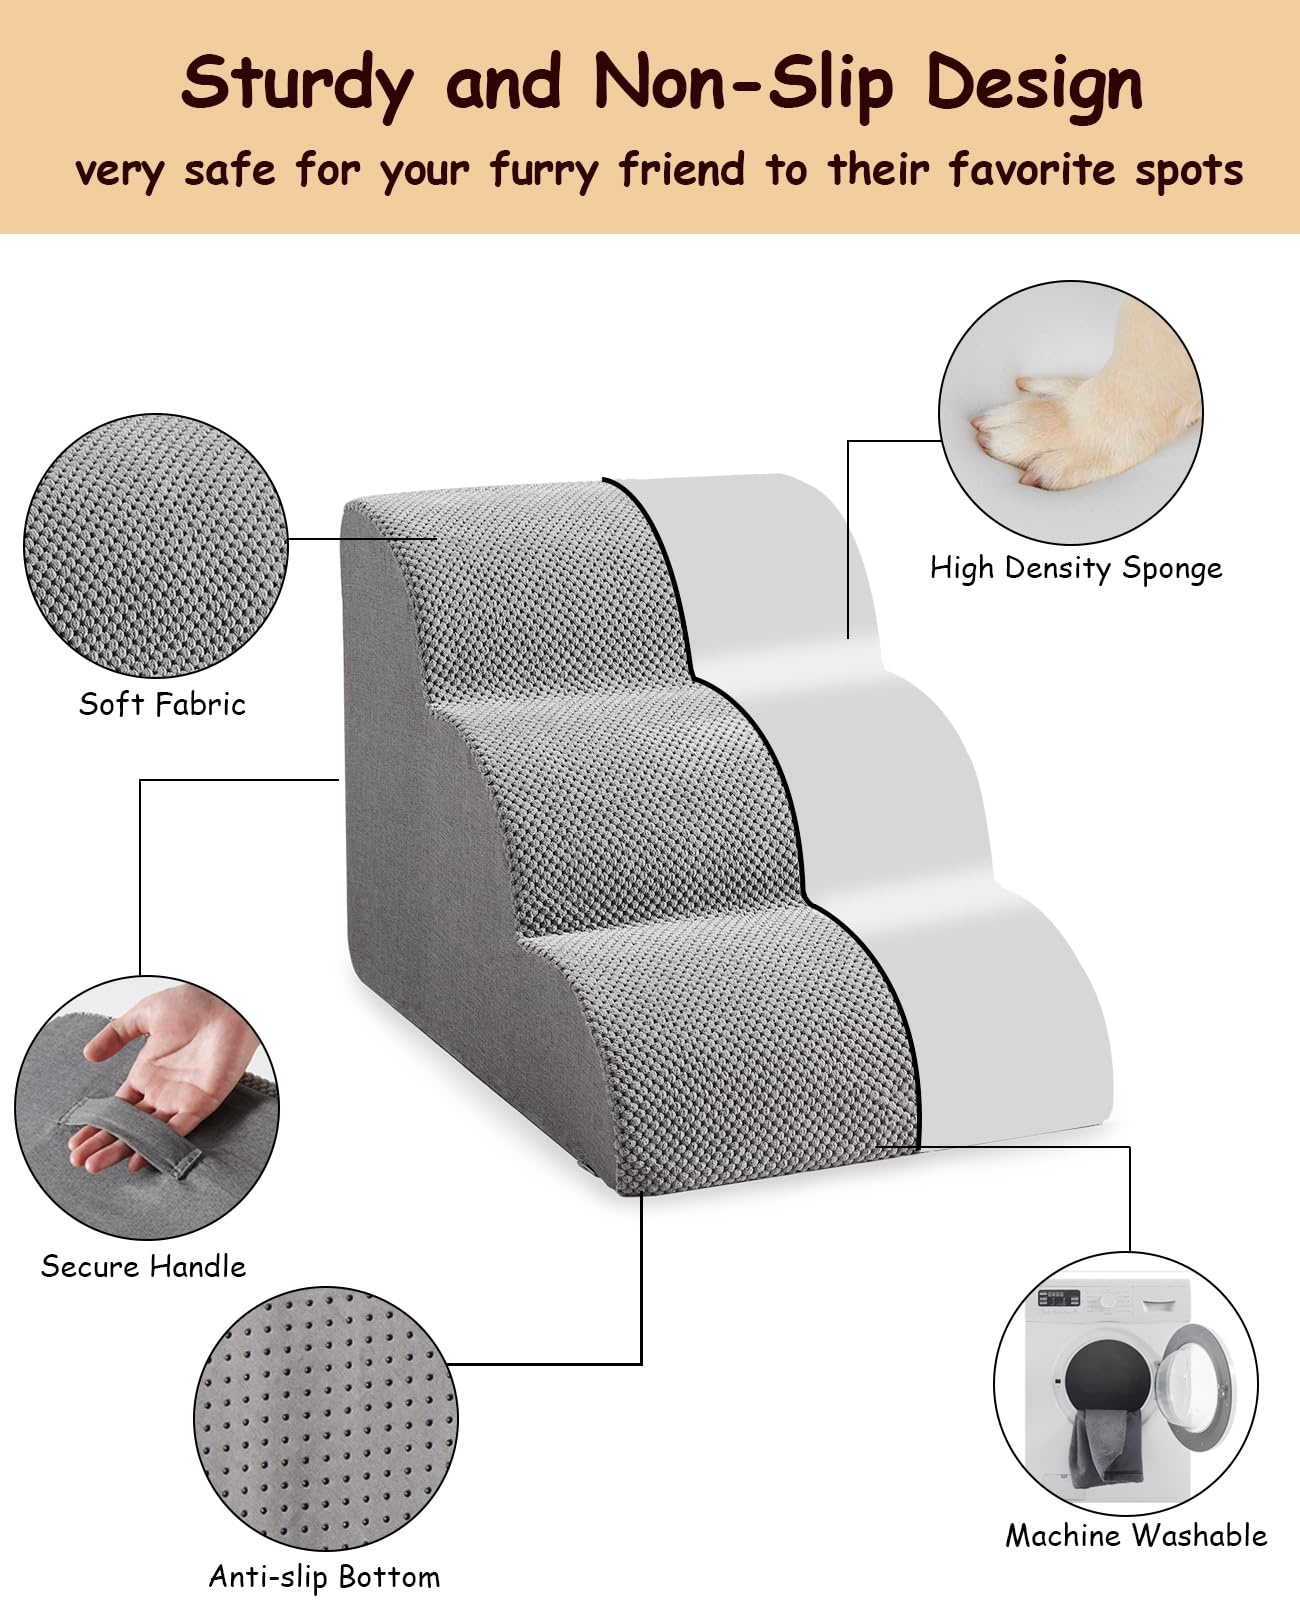 Sturdy and Non-Slip Design
very safe for your furry friend to their favorite spots
High Density Sponge
Soft Fabric
Secure Handle
Machine Washable
Anti-slip Bottom